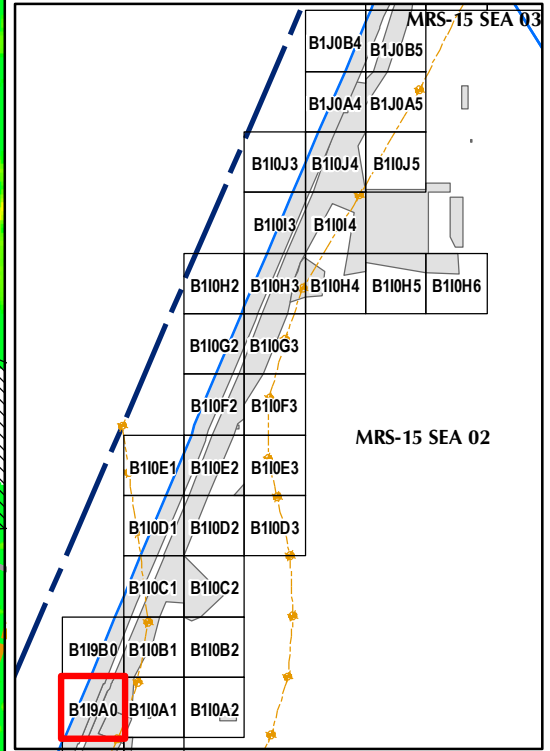 MRS-15 SEA 03
B1J0B4 B1J0B5
B1J0A4 B1J0A5
B1I0J3 B1I0J4 B1I0J5
B1I0I3 B1I0I4
B1I0H2 B1I0H3 B1I0H4 B1I0H5 B1I0H6
B1I0G2 B1I0G3
B1I0F2 B1I0F3
MRS-15 SEA 02
B1I0E1 B1I0E2 B1I0E3
B1I0D1 B1I0D2 B1I0D3
B1I0C1 B1I0C2
B1I9B0 B1I0B1 B1I0B2
B1I9A0 B1I0A1 B1I0A2